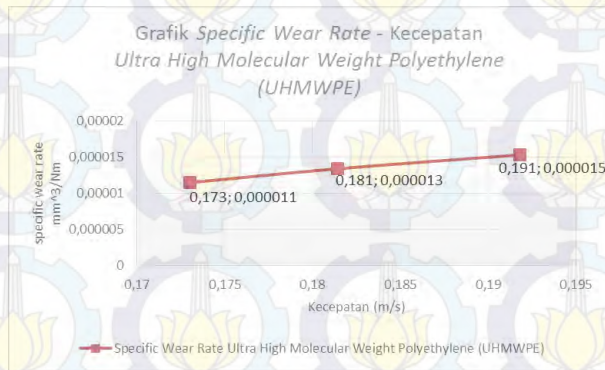 Grafik Specific Wear Rate - Kecepatan
Ultra High Molecular Weight Polyethylene
(UHMWPE)
specific wear rate
mm^3/Nm
0,00002
0,000015
0,00001
0,000005
0
0,173; 0,000011
0,181; 0,000013
0,191; 0,000015
0,17
0,175
0,18
0,185
0,19
0,195
Kecepatan (m/s)
Specific Wear Rate Ultra High Molecular Weight Polyethylene (UHMWPE)